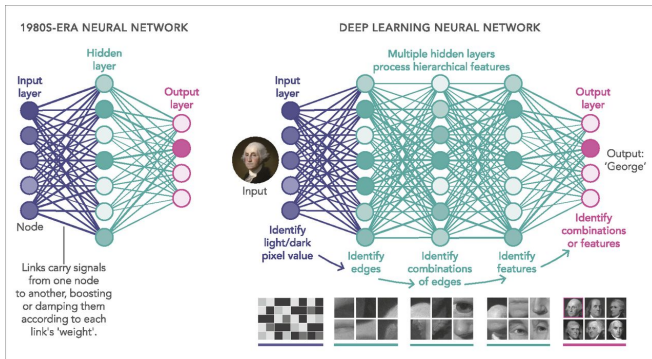 1980S-ERA NEURAL NETWORK
Hidden
layer
Input
layer
Output
layer
Node
Links carry signals
from one node
to another, boosting
or damping them
according to each
link's 'weight'.
DEEP LEARNING NEURAL NETWORK
Multiple hidden layers
process hierarchical features
Input
layer
Output
layer
Input
Output:
'George'
Identify
light/dark
pixel value
Identify
edges
Identify
combinations
of edges
Identify
features
Identify
combinations
or features